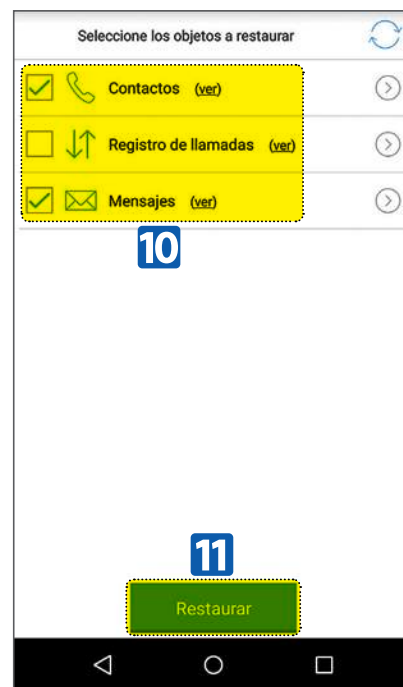 Seleccione los objetos a restaurar
Contactos (ver)
Registro de llamadas (ver)
Mensajes (ver)
10
11
Restaurar